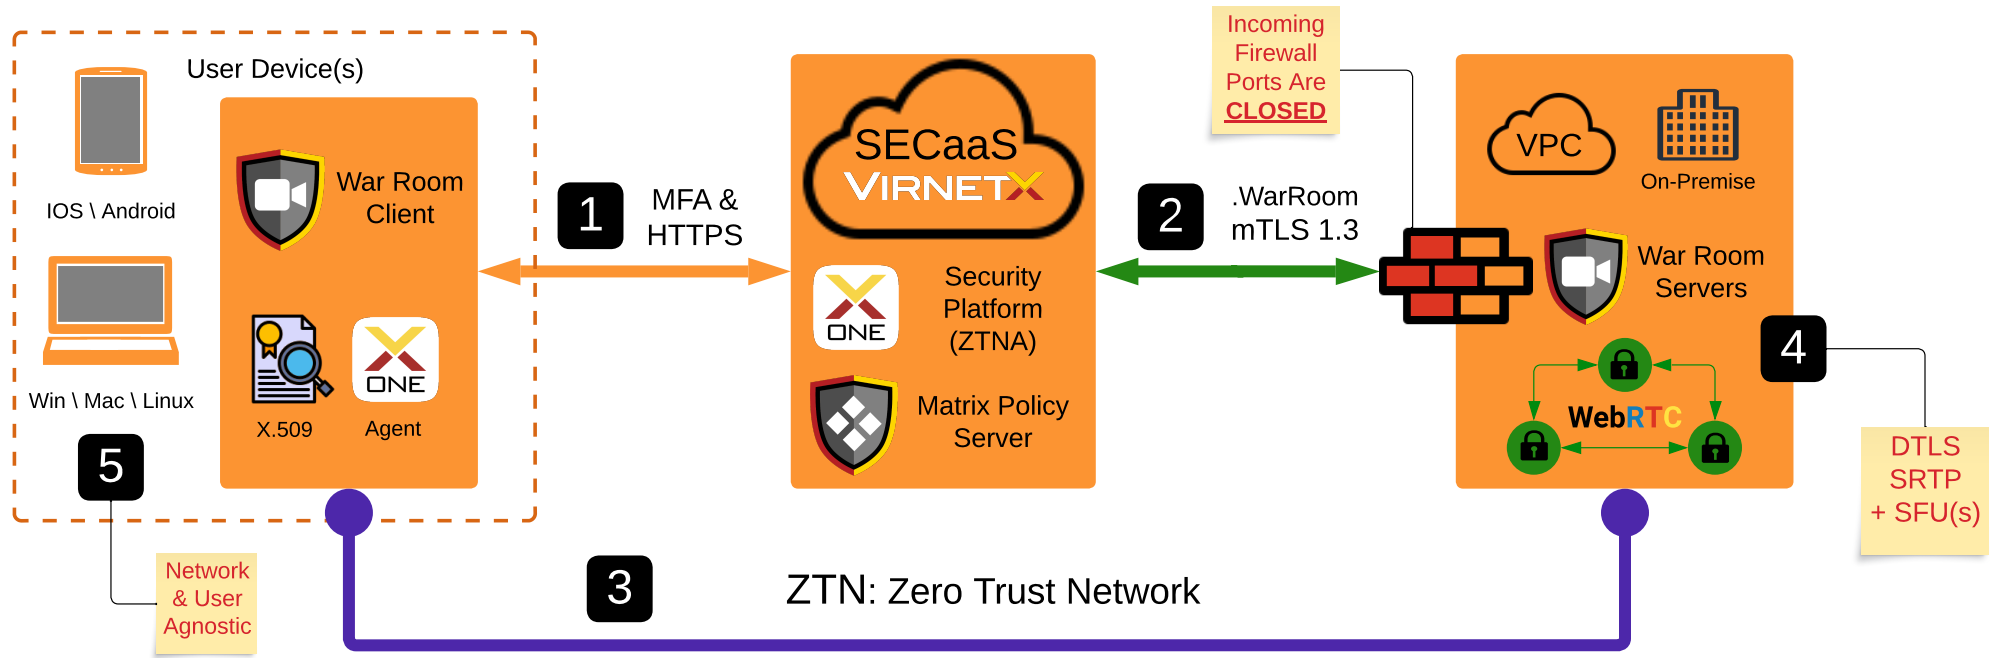 User Device(s)
IOS \ Android
War Room
Client
Win \ Mac \ Linux
X.509
ONE
Agent
5
Network
& User
Agnostic
1
MFA &
HTTPS
SECaaS
VIRNETX
ONE
Security
Platform
(ZTNA)
Matrix Policy
Server
2
.WarRoom
mTLS 1.3
Incoming
Firewall
Ports Are
CLOSED
VPC
On-Premise
War Room
Servers
WebRTC
4
DTLS
SRTP
+ SFU(s)
3
ZTN: Zero Trust Network